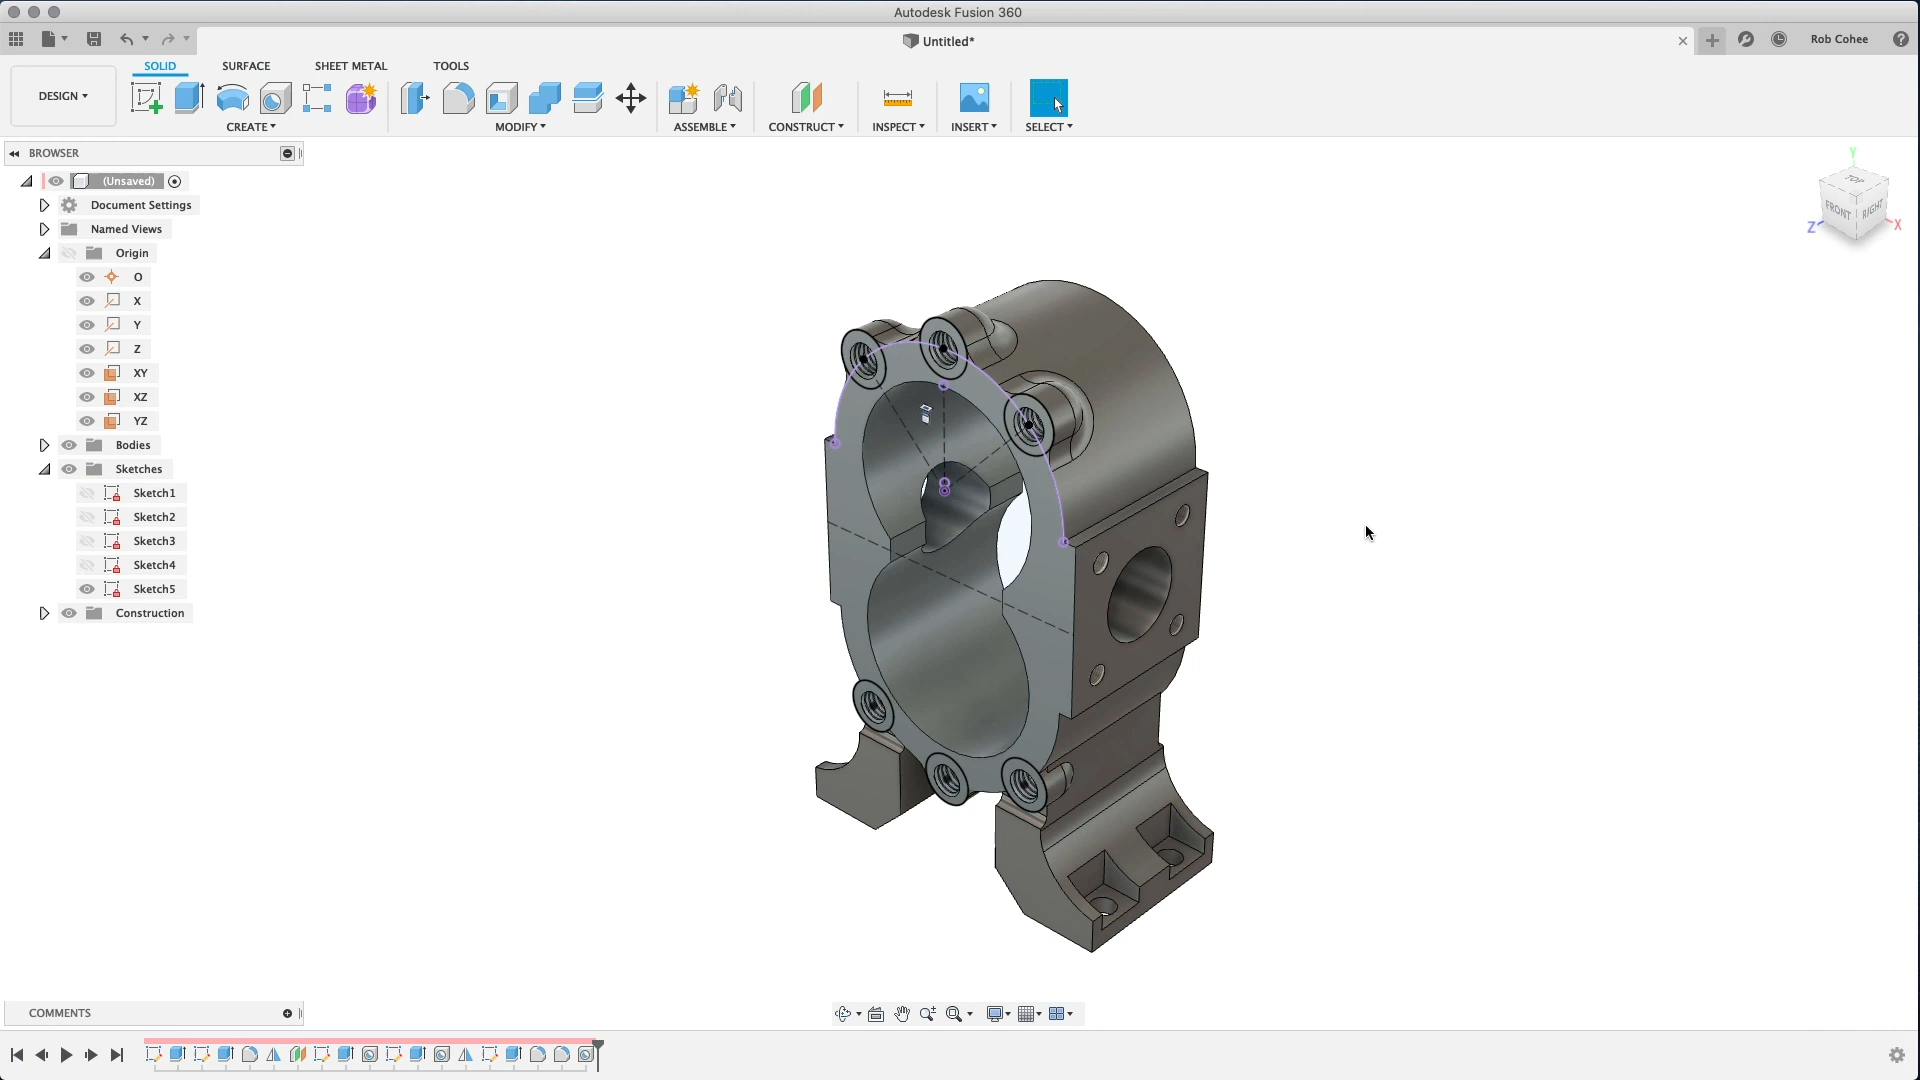 Autodesk Fusion 360
Untitled*
Rob Cohee
SOLID SURFACE SHEET METAL TOOLS
DESIGN
CREATE MODIFY ASSEMBLE CONSTRUCT INSPECT INSERT SELECT
BROWSER
(Unsaved)
Document Settings
Named Views
Origin
O
X
Y
Z
XY
XZ
YZ
Bodies
Sketches
Sketch1
Sketch2
Sketch3
Sketch4
Sketch5
Construction
Y
TOP
FRONT RIGHT
Z X
COMMENTS